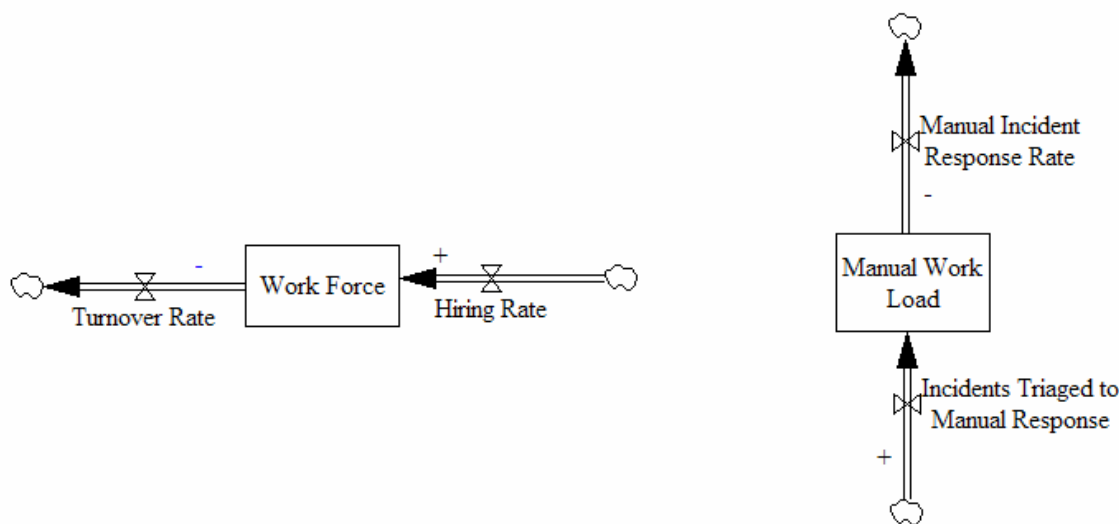 Manual Incident
Response Rate
-
-
Work Force
+
Manual Work
Load
Turnover Rate
Hiring Rate
Incidents Triaged to
Manual Response
+